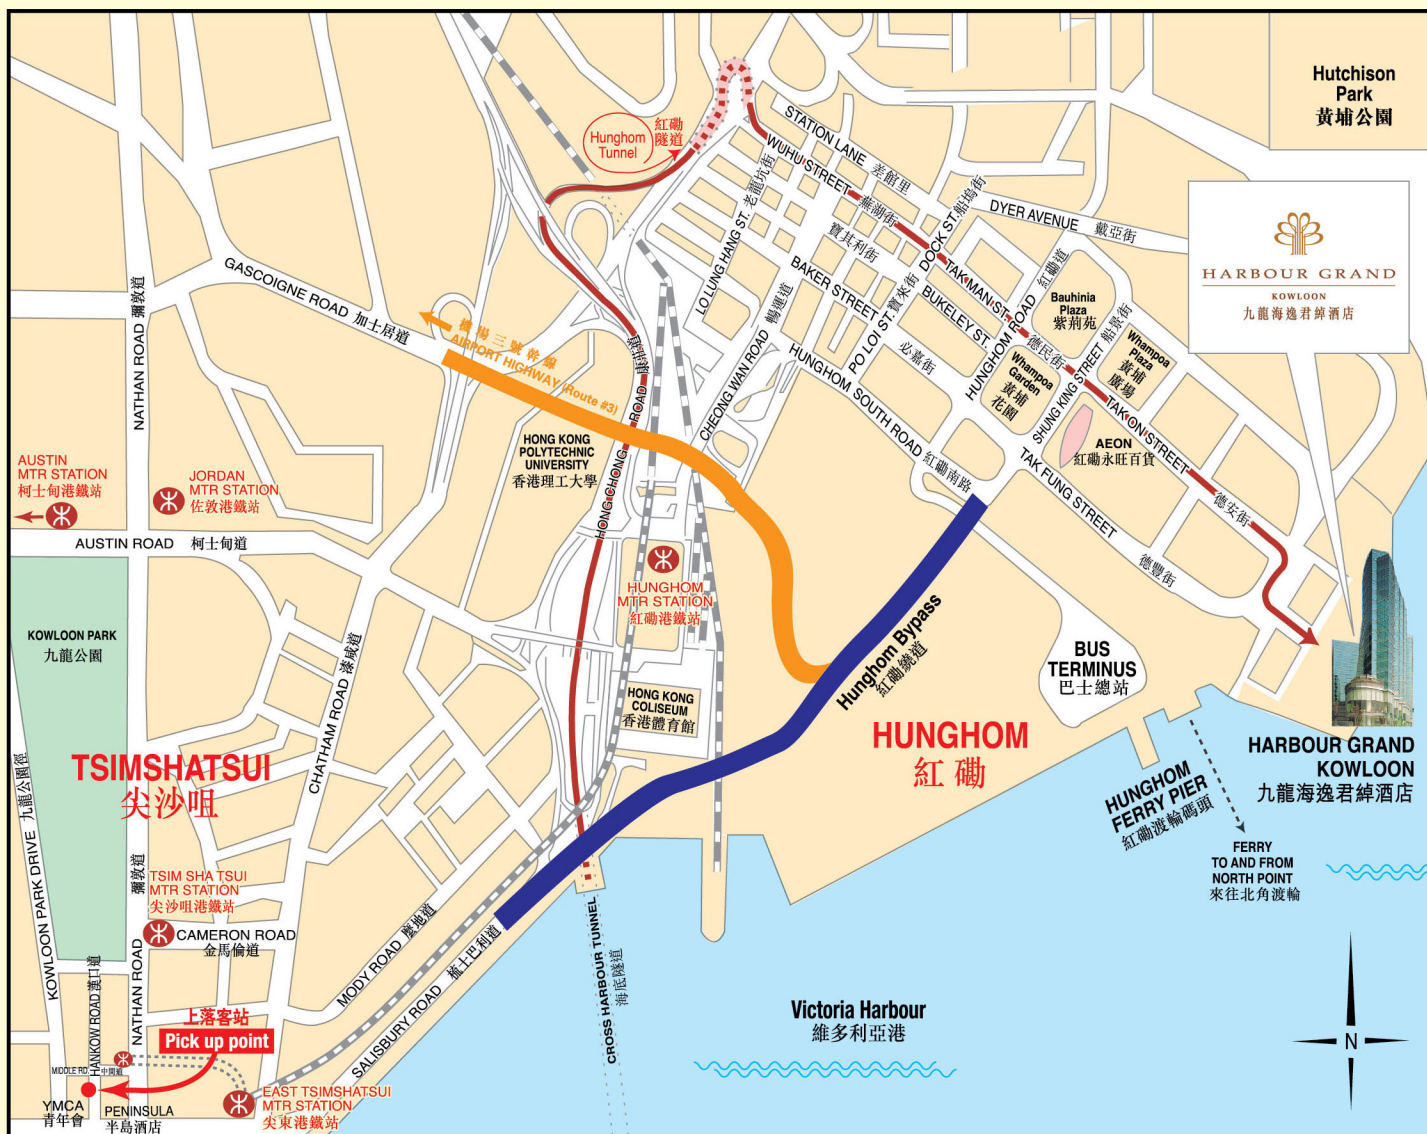 Hutchison
Park
黃埔公園
紅磡
隧道
Hunghom
Tunnel
STATION LANE 差館里
WUHU STREET 蕪湖街
DYER AVENUE 戴亞街
HARBOUR GRAND
KOWLOON
九龍海逸君綽酒店
LO LUNG HANG ST. 老龍坑街
寶其利街
BUKELEY ST.
DOCK ST. 船塢街
BAKER STREET
必嘉街
PO LOI ST. 寶來街
TAK MAN ST. 德民街
HUNGHOM ROAD 紅磡道
Bauhinia
Plaza
紫荊苑
SHUNG KING STREET 船景街
Whampoa
Plaza
黃埔
廣場
Whampoa
Garden
黃埔
花園
GASCOIGNE ROAD 加士居道
NATHAN ROAD 彌敦道
機場三號幹線
AIRPORT HIGHWAY (Route #3)
CHEONG WAN ROAD 暢運道
HUNGHOM SOUTH ROAD 紅磡南路
TAK ON STREET 德安街
AEON
紅磡永旺百貨
TAK FUNG STREET 德豐街
HONG KONG
POLYTECHNIC
UNIVERSITY
香港理工大學
HONG CHONG ROAD 康莊道
AUSTIN
MTR STATION
柯士甸港鐵站
JORDAN
MTR STATION
佐敦港鐵站
AUSTIN ROAD 柯士甸道
HUNGHOM
MTR STATION
紅磡港鐵站
KOWLOON PARK
九龍公園
CHATHAM ROAD 漆咸道
HONG KONG
COLISEUM
香港體育館
Hunghom Bypass
紅磡繞道
BUS
TERMINUS
巴士總站
TSIMSHATSUI
尖沙咀
HUNGHOM
紅磡
HUNGHOM
FERRY PIER
紅磡渡輪碼頭
HARBOUR GRAND
KOWLOON
九龍海逸君綽酒店
FERRY
TO AND FROM
NORTH POINT
來往北角渡輪
KOWLOON PARK DRIVE 九龍公園徑
TSIM SHA TSUI
MTR STATION
尖沙咀港鐵站
CAMERON ROAD
金馬倫道
NATHAN ROAD 彌敦道
HANKOW ROAD 漢口道
MODY ROAD 麼地道
SALISBURY ROAD 梳士巴利道
CROSS HARBOUR TUNNEL
海底隧道
Victoria Harbour
維多利亞港
上落客站
Pick up point
MIDDLE RD. 中間道
YMCA
青年會
PENINSULA
半島酒店
EAST TSIMSHATSUI
MTR STATION
尖東港鐵站
N